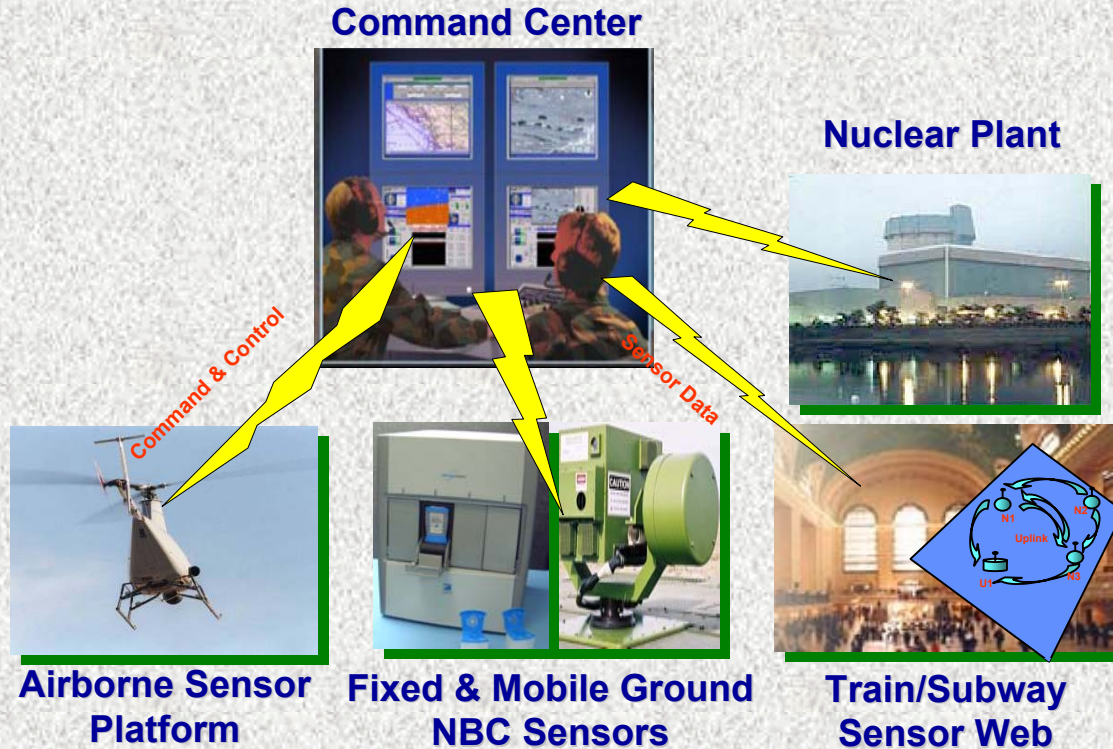 Command Center
Nuclear Plant
Command & Control
Sensor Data
CAUTION
N1
N2
Uplink
U1
N3
Airborne Sensor
Platform
Fixed & Mobile Ground
NBC Sensors
Train/Subway
Sensor Web